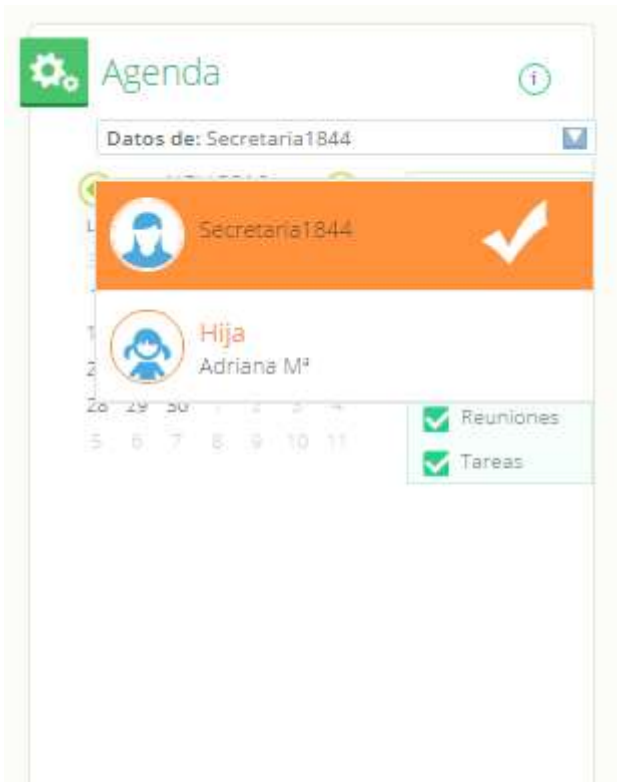 Agenda
Datos de: Secretaria1844
Secretaria1844
Hija
Adriana Mª
28 29 30 1 2 3 4
Reuniones
5 6 7 8 9 10 11
Tareas